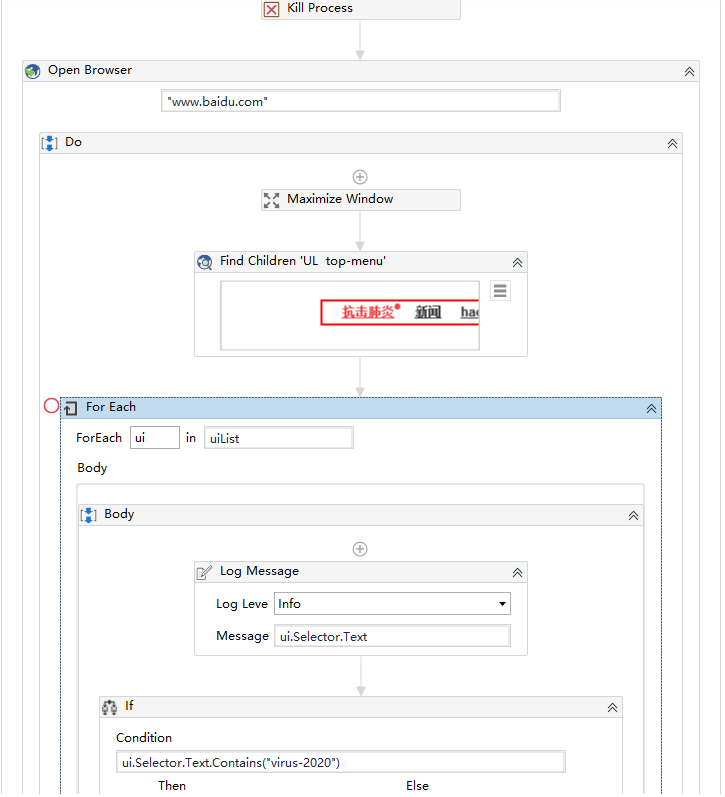 Kill Process
Open Browser
"www.baidu.com"
Do
Maximize Window
Find Children 'UL top-menu'
抗击肺炎 新闻 hao
For Each
ForEach ui in uiList
Body
Body
Log Message
Log Leve Info
Message ui.Selector.Text
If
Condition
ui.Selector.Text.Contains("virus-2020")
Then Else